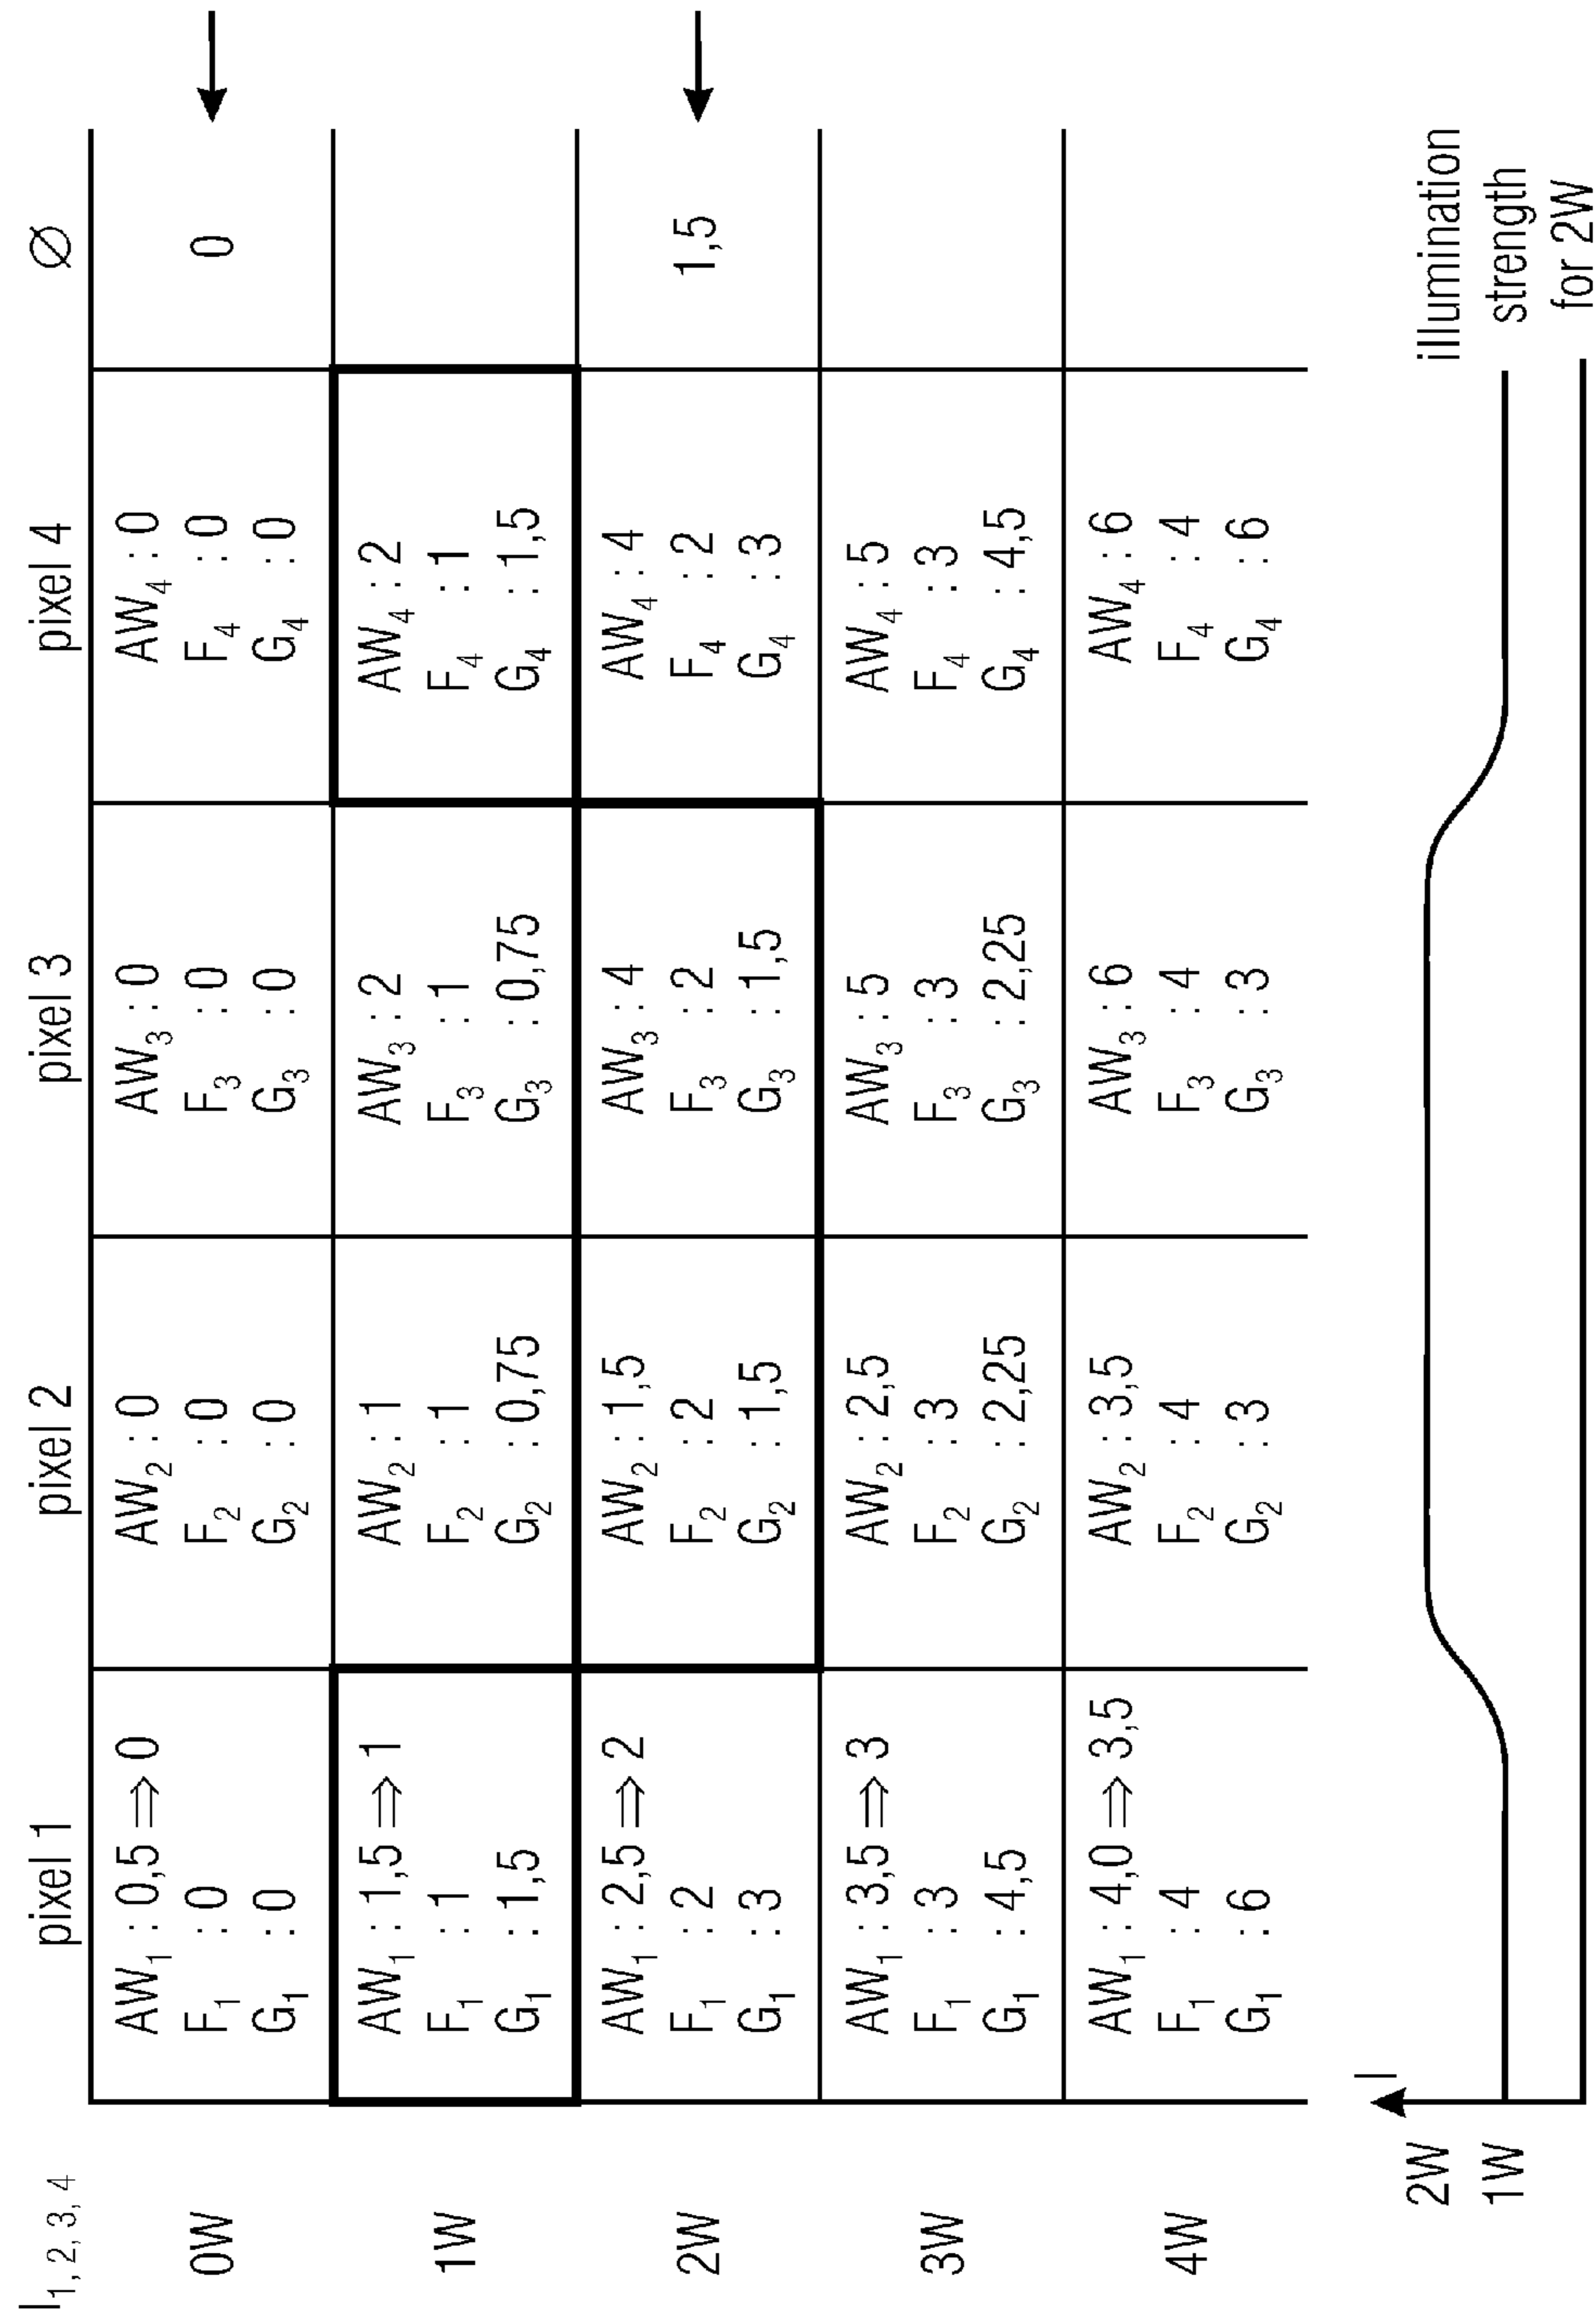 I1, 2, 3, 4 pixel 1 pixel 2 pixel 3 pixel 4 Ø
0W
AW1 : 0,5 ⇒ 0
F1 : 0
G1 : 0
AW2 : 0
F2 : 0
G2 : 0
AW3 : 0
F3 : 0
G3 : 0
AW4 : 0
F4 : 0
G4 : 0
0
1W
AW1 : 1,5 ⇒ 1
F1 : 1
G1 : 1,5
AW2 : 1
F2 : 1
G2 : 0,75
AW3 : 2
F3 : 1
G3 : 0,75
AW4 : 2
F4 : 1
G4 : 1,5
2W
AW1 : 2,5 ⇒ 2
F1 : 2
G1 : 3
AW2 : 1,5
F2 : 2
G2 : 1,5
AW3 : 4
F3 : 2
G3 : 1,5
AW4 : 4
F4 : 2
G4 : 3
1,5
3W
AW1 : 3,5 ⇒ 3
F1 : 3
G1 : 4,5
AW2 : 2,5
F2 : 3
G2 : 2,25
AW3 : 5
F3 : 3
G3 : 2,25
AW4 : 5
F4 : 3
G4 : 4,5
4W
AW1 : 4,0 ⇒ 3,5
F1 : 4
G1 : 6
AW2 : 3,5
F2 : 4
G2 : 3
AW3 : 6
F3 : 4
G3 : 3
AW4 : 6
F4 : 4
G4 : 6
I
2W
1W
illumination
strength
for 2W